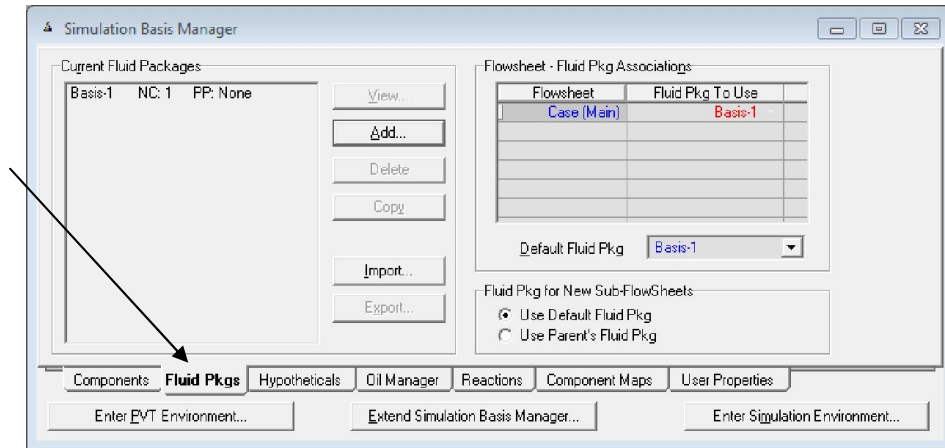 Simulation Basis Manager
Current Fluid Packages
Basis-1 NC: 1 PP: None
View...
Add...
Delete
Copy
Import...
Export...
Flowsheet - Fluid Pkg Associations
Flowsheet Fluid Pkg To Use
Case (Main) Basis-1
Default Fluid Pkg Basis-1
Fluid Pkg for New Sub-FlowSheets
Use Default Fluid Pkg
Use Parent's Fluid Pkg
Components Fluid Pkgs Hypotheticals Oil Manager Reactions Component Maps User Properties
Enter PVT Environment... Extend Simulation Basis Manager... Enter Simulation Environment...